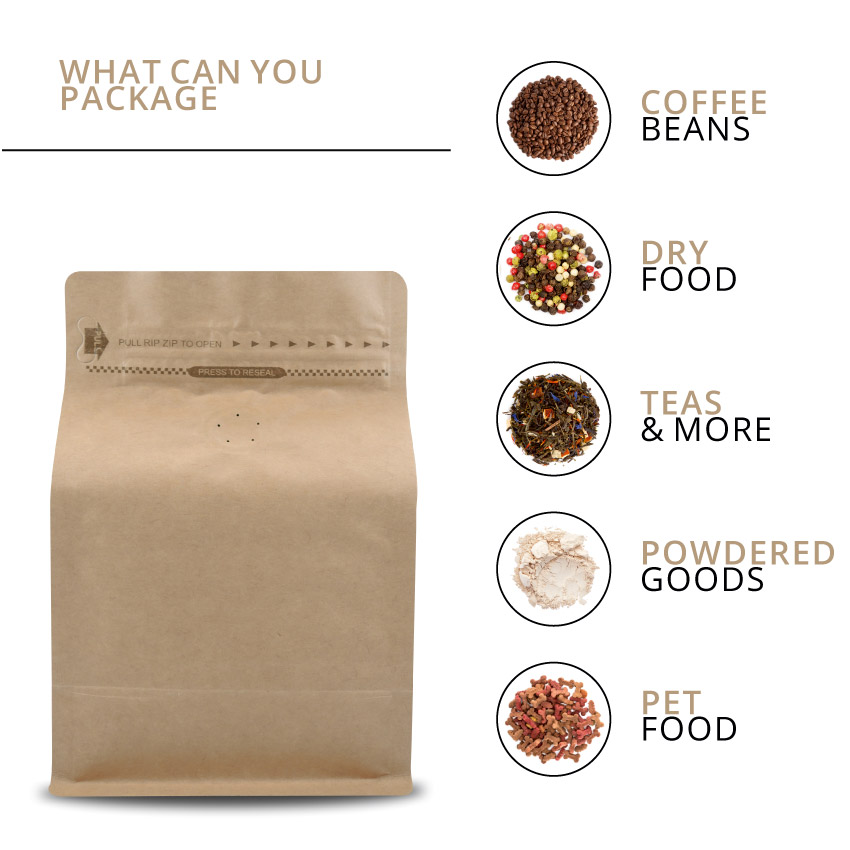 WHAT CAN YOU
PACKAGE
PULL
PULL RIP ZIP TO OPEN
PRESS TO RESEAL
COFFEE
BEANS
DRY
FOOD
TEAS
& MORE
POWDERED
GOODS
PET
FOOD